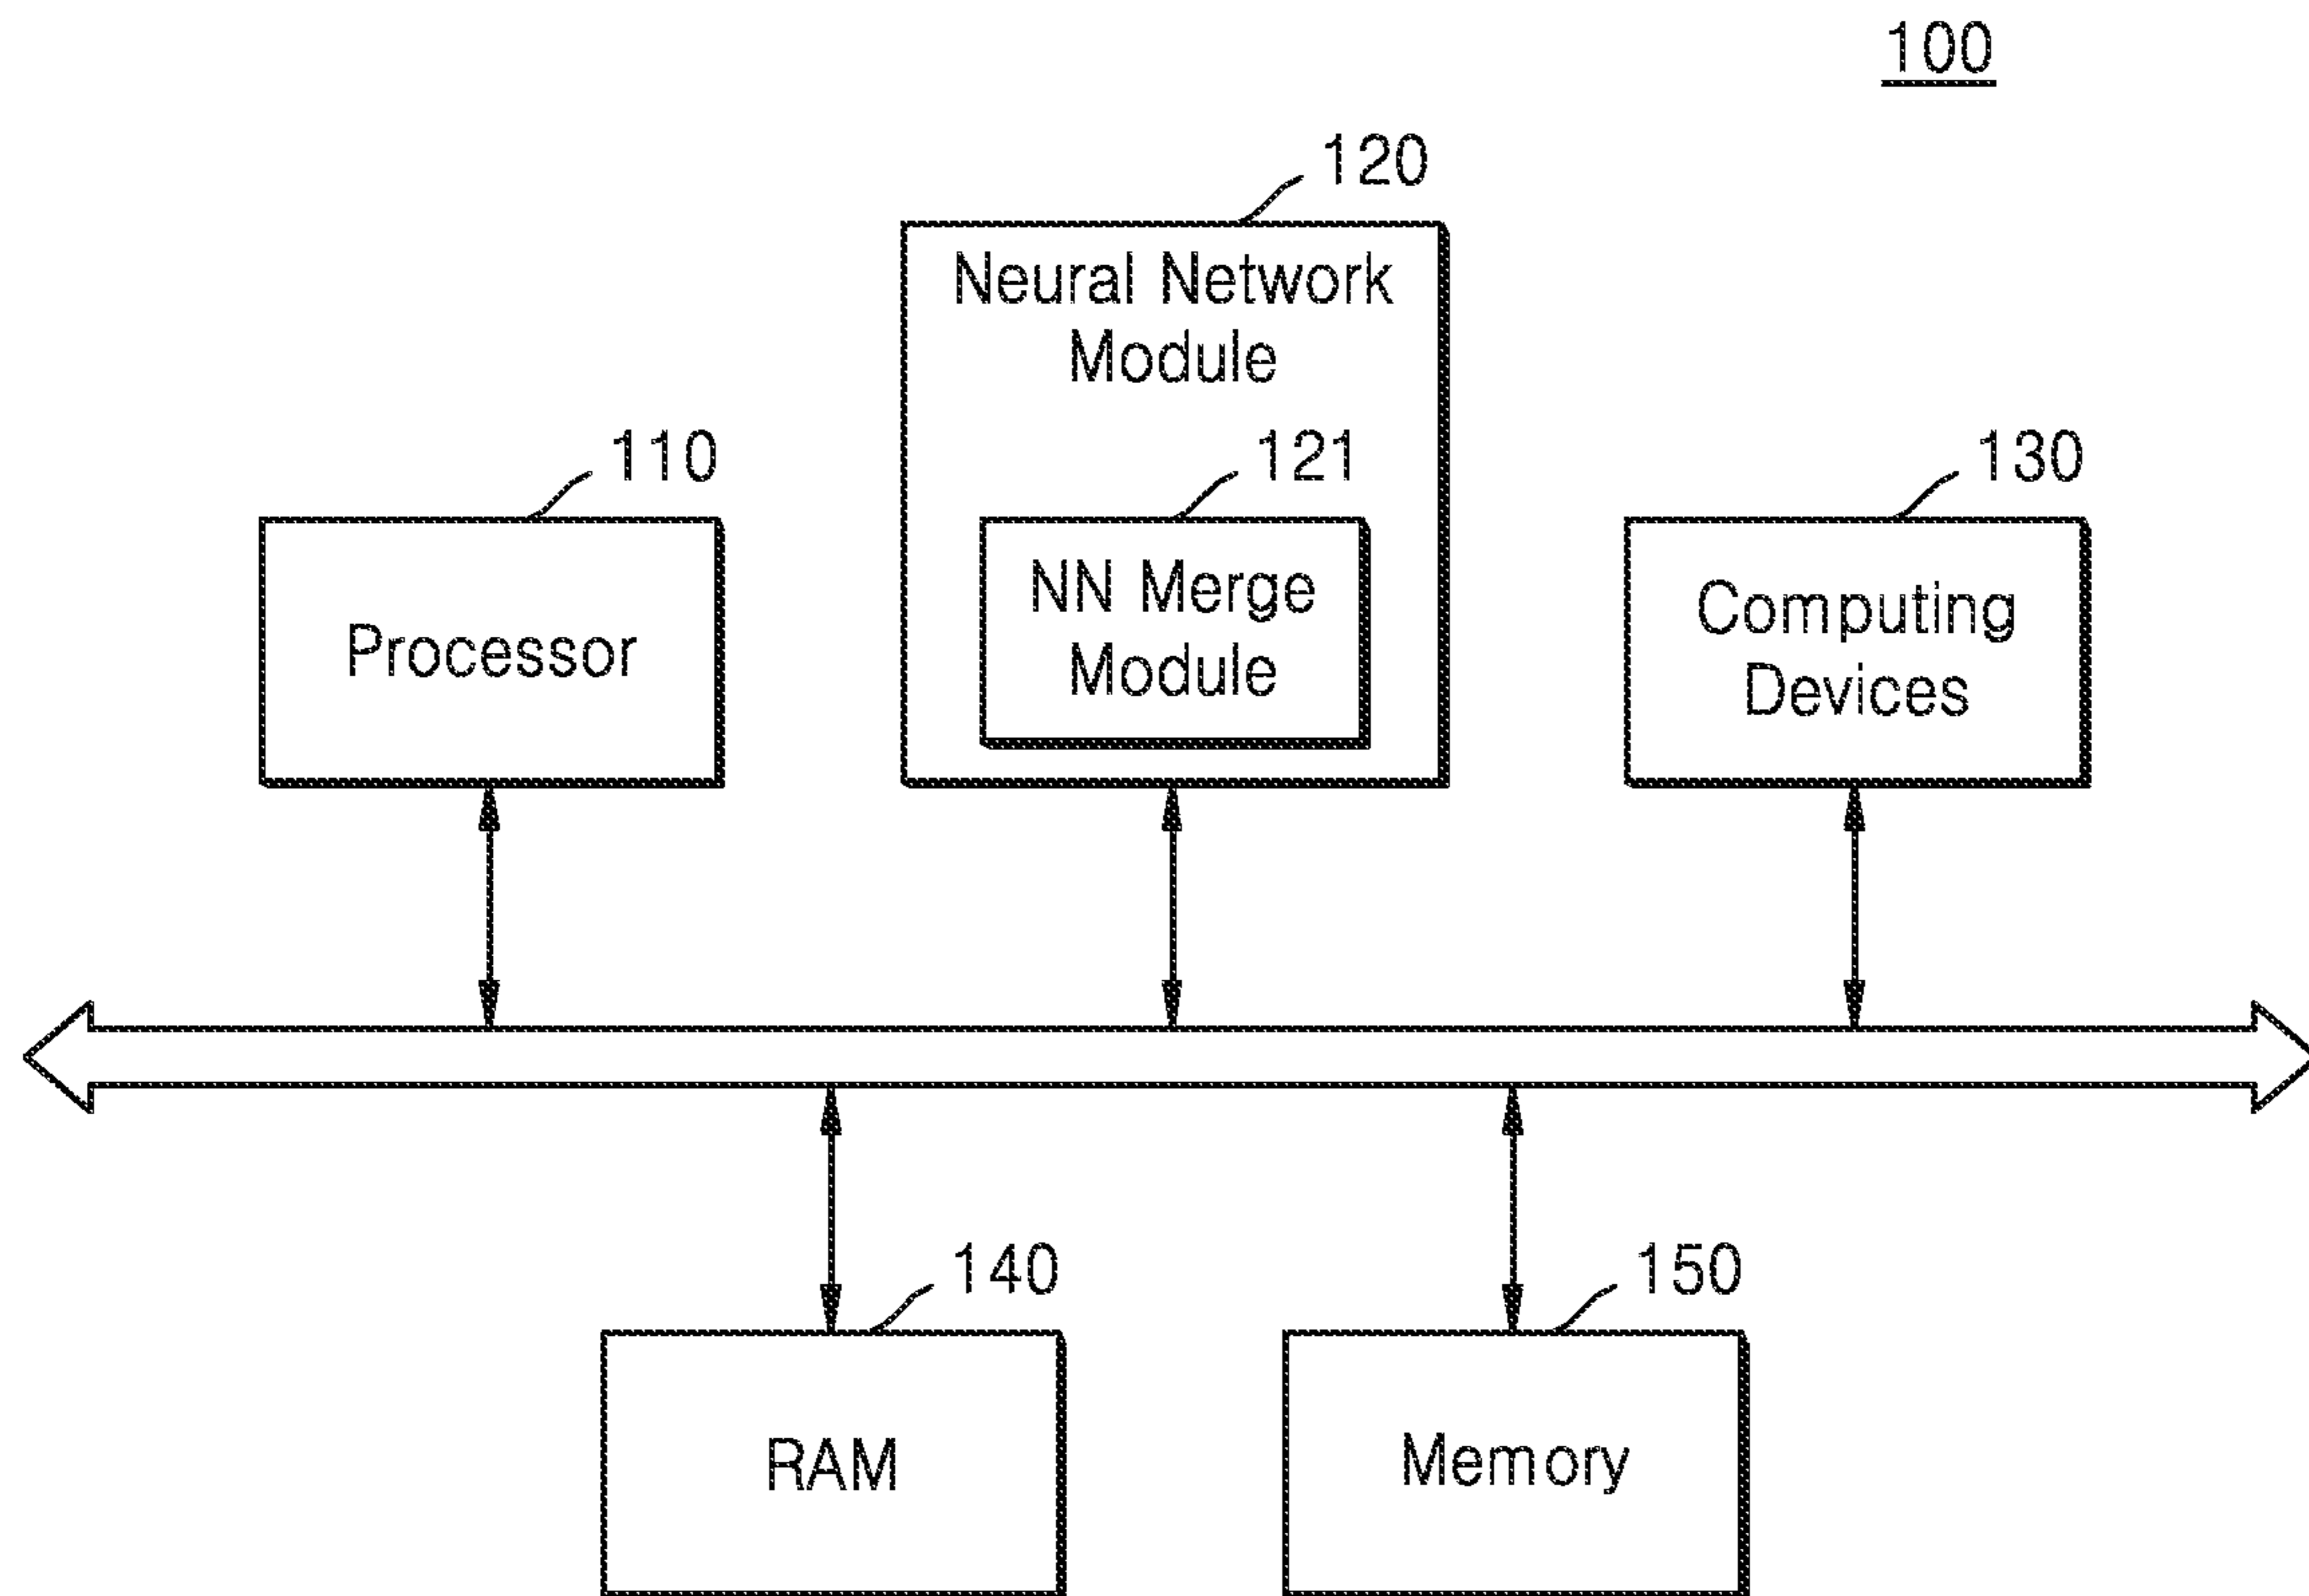 100
120
Neural Network
Module
110
121
130
Processor
NN Merge
Module
Computing
Devices
140
150
RAM
Memory